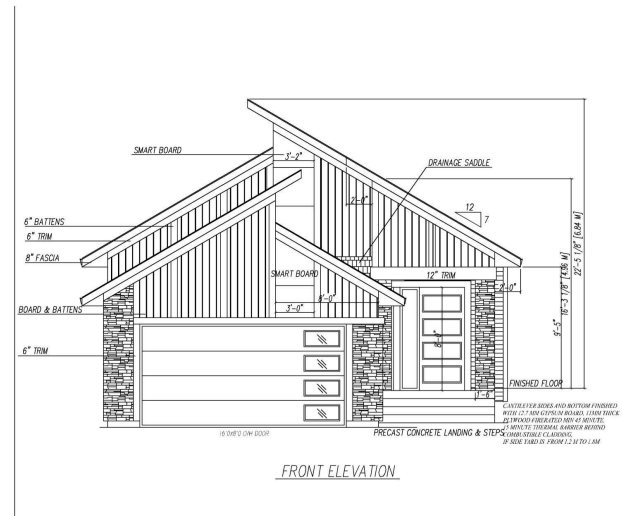 SMART BOARD
3'-2"
DRAINAGE SADDLE
2'-0"
12
7
6" BATTENS
6" TRIM
8" FASCIA
SMART BOARD
12" TRIM
2'-0"
8'-0"
3'-0"
BOARD & BATTENS
6" TRIM
8'-0"
9'-5"
16'-3 1/8" [4.96 M]
22'-5 1/8" [6.84 M]
FINISHED FLOOR
1'-6"
16'0x8'0 O/H DOOR
PRECAST CONCRETE LANDING & STEPS
CANTILEVER SIDES AND BOTTOM FINISHED
WITH 12.7 MM GYPSUM BOARD, 11MM THICK
PLYWOOD FIRERATED MIN 45 MINUTE,
15 MINUTE THERMAL BARRIER BEHIND
COMBUSTIBLE CLADDING,
IF SIDE YARD IS FROM 1.2 M TO 1.8M
FRONT ELEVATION